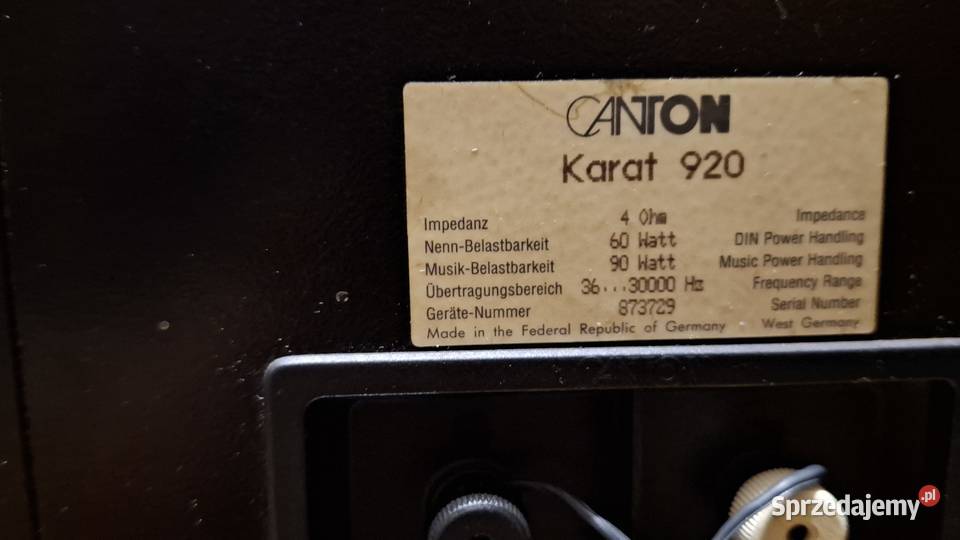 CANTON
Karat 920
Impedanz 4 Ohm Impedance
Nenn-Belastbarkeit 60 Watt DIN Power Handling
Musik-Belastbarkeit 90 Watt Music Power Handling
Übertragungsbereich 36...30000 Hz Frequency Range
Geräte-Nummer 873729 Serial Number
Made in the Federal Republic of Germany West Germany
Sprzedajemy.pl